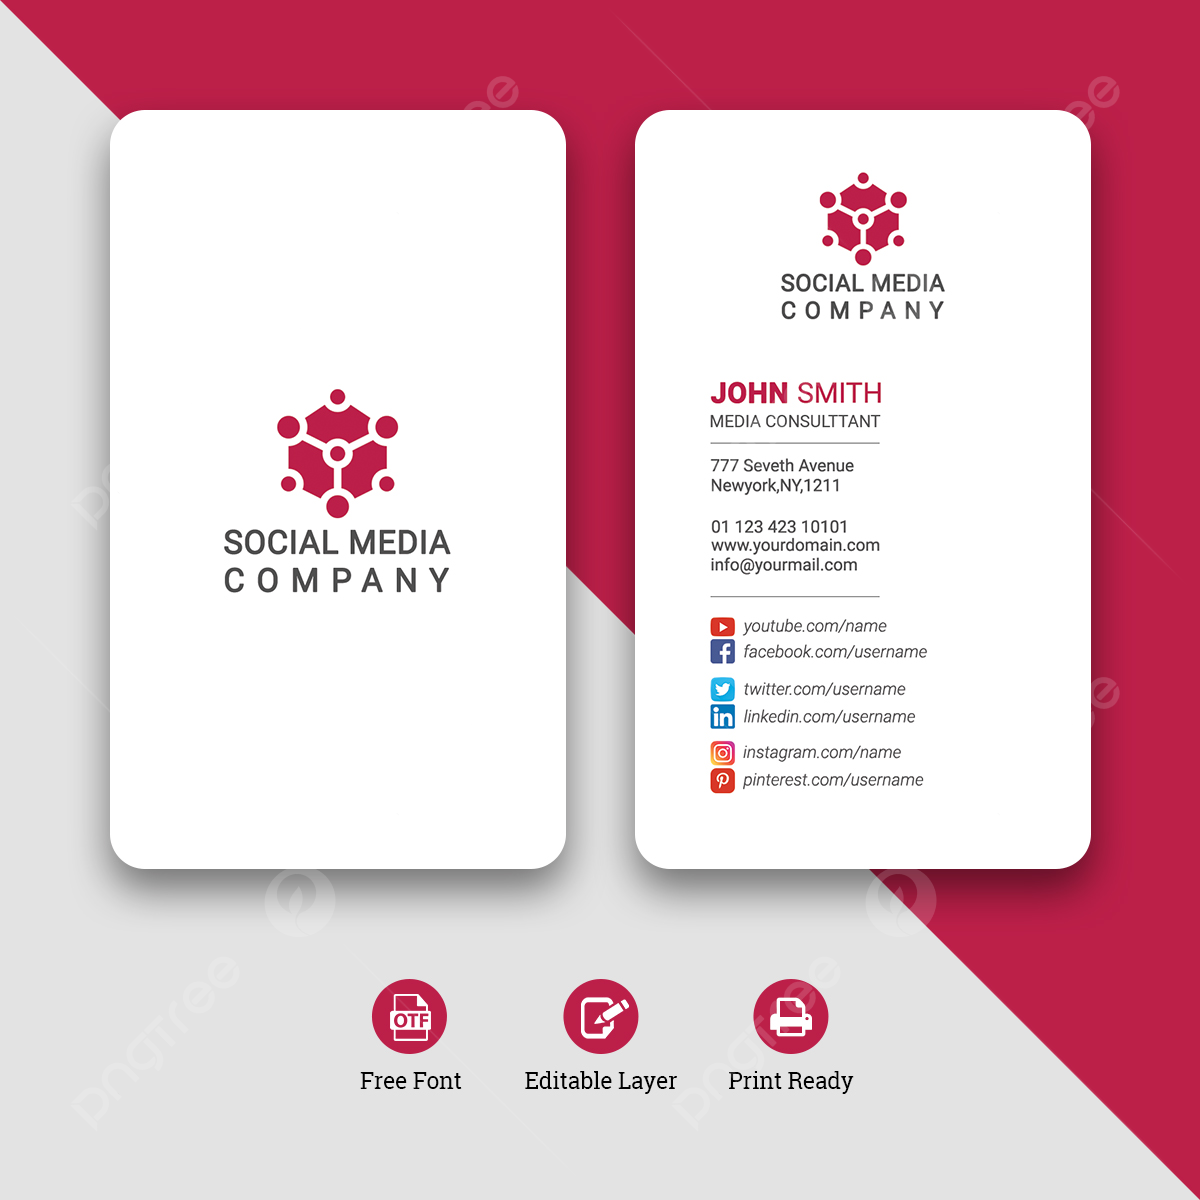 SOCIAL MEDIA
COMPANY
SOCIAL MEDIA
COMPANY
JOHN SMITH
MEDIA CONSULTTANT
777 Seveth Avenue
Newyork,NY,1211
01 123 423 10101
www.yourdomain.com
info@yourmail.com
youtube.com/name
facebook.com/username
twitter.com/username
linkedin.com/username
instagram.com/name
pinterest.com/username
OTF
Free Font
Editable Layer
Print Ready
pngtree
pngtree